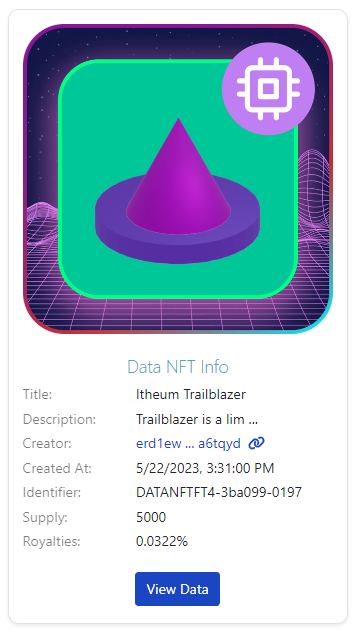 Data NFT Info
Title: Itheum Trailblazer
Description: Trailblazer is a lim ...
Creator: erd1ew ... a6tqyd
Created At: 5/22/2023, 3:31:00 PM
Identifier: DATANFTFT4-3ba099-0197
Supply: 5000
Royalties: 0.0322%
View Data